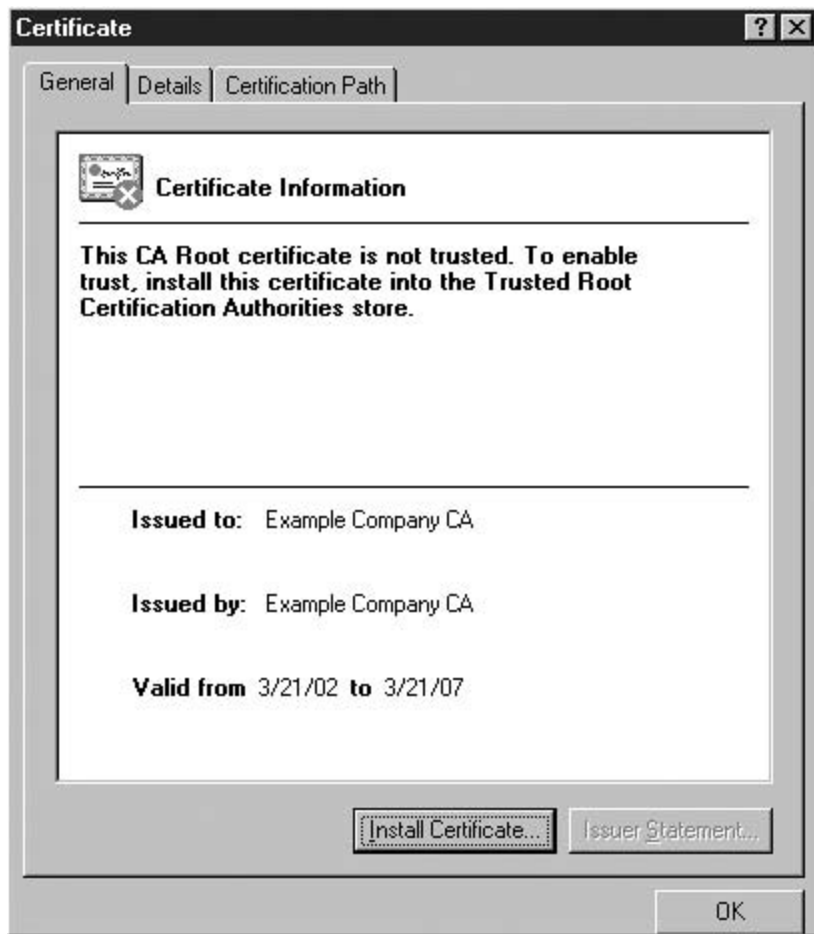 Certificate
General Details Certification Path
Certificate Information
This CA Root certificate is not trusted. To enable
trust, install this certificate into the Trusted Root
Certification Authorities store.
Issued to: Example Company CA
Issued by: Example Company CA
Valid from 3/21/02 to 3/21/07
Install Certificate... Issuer Statement...
OK